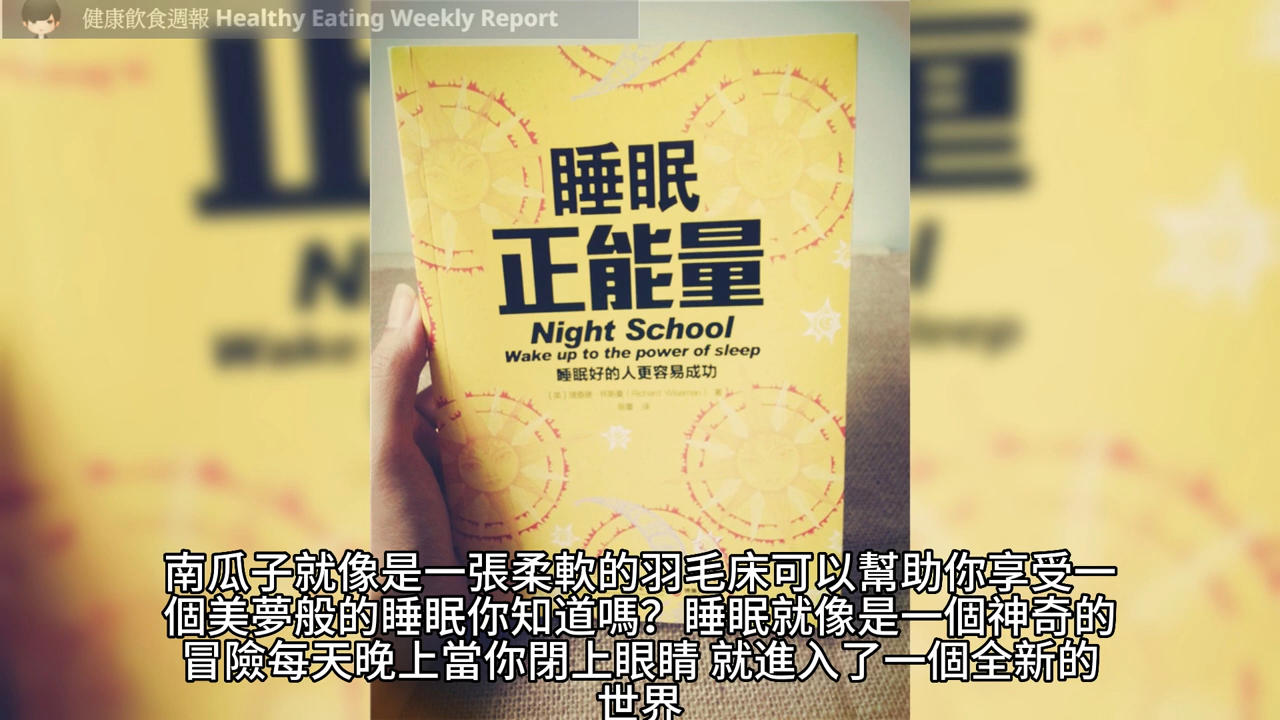 健康飲食週報 Healthy Eating Weekly Report
睡眠
正能量
Night School
Wake up to the power of sleep
睡眠好的人更容易成功
(Richard Wiseman) 著
南瓜子就像是一張柔軟的羽毛床可以幫助你享受一
個美夢般的睡眠你知道嗎？睡眠就像是一個神奇的
冒險每天晚上當你閉上眼睛 就進入了一個全新的
世界